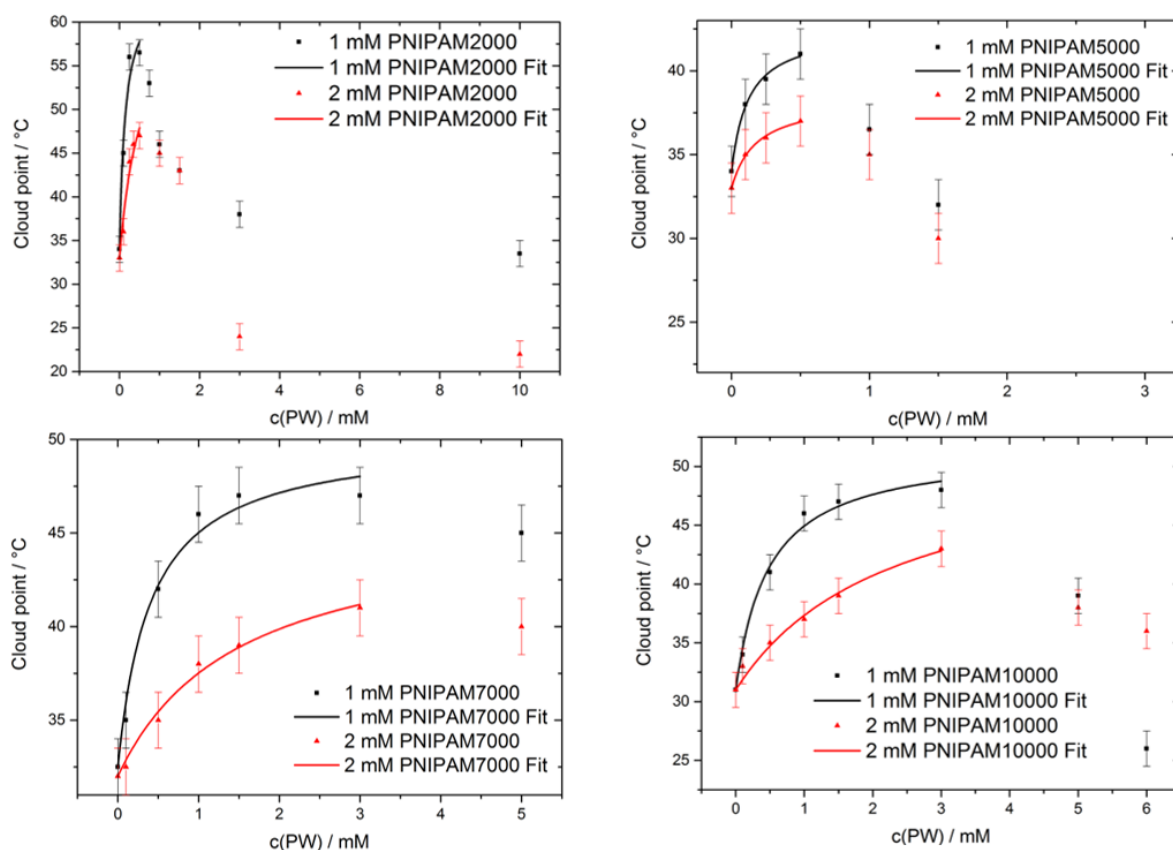 60
55
50
45
40
35
30
25
20
Cloud point / °C
1 mM PNIPAM2000
1 mM PNIPAM2000 Fit
2 mM PNIPAM2000
2 mM PNIPAM2000 Fit
0 2 4 6 8 10
c(PW) / mM
40
35
30
25
Cloud point / °C
1 mM PNIPAM5000
1 mM PNIPAM5000 Fit
2 mM PNIPAM5000
2 mM PNIPAM5000 Fit
0 1 2 3
c(PW) / mM
50
45
40
35
Cloud point / °C
1 mM PNIPAM7000
1 mM PNIPAM7000 Fit
2 mM PNIPAM7000
2 mM PNIPAM7000 Fit
0 1 2 3 4 5
c(PW) / mM
50
45
40
35
30
25
Cloud point / °C
1 mM PNIPAM10000
1 mM PNIPAM10000 Fit
2 mM PNIPAM10000
2 mM PNIPAM10000 Fit
0 1 2 3 4 5 6
c(PW) / mM